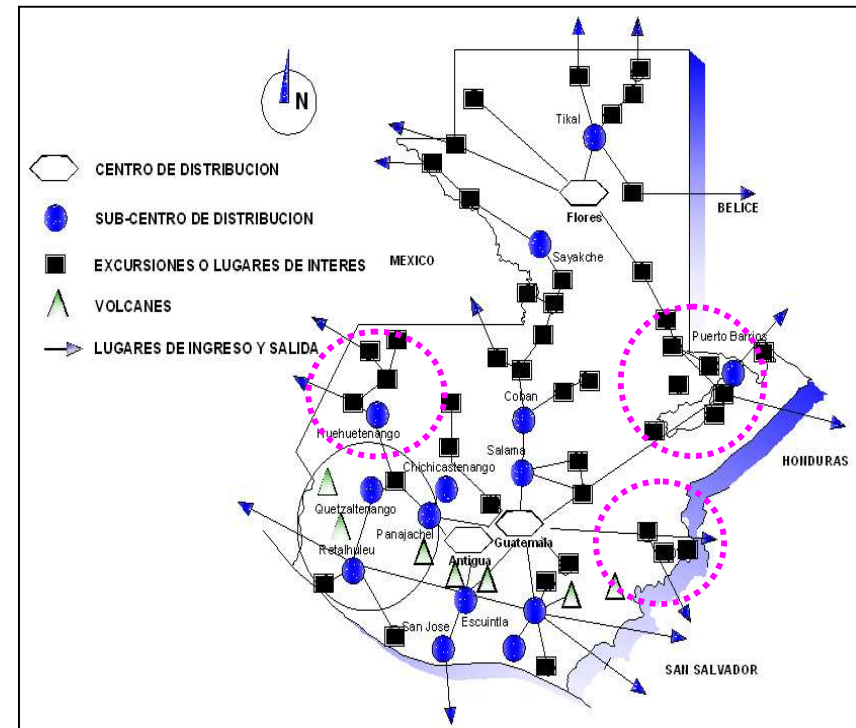 N
CENTRO DE DISTRIBUCION
SUB-CENTRO DE DISTRIBUCION
EXCURSIONES O LUGARES DE INTERES
VOLCANES
LUGARES DE INGRESO Y SALIDA
Tikal
Flores
BELICE
MEXICO
Sayakche
Puerto Barrios
Coban
Huehuetenango
Salama
HONDURAS
Chichicastenango
Quetzaltenango
Panajachel
Guatemala
Antigua
Retalhuleu
Escuintla
San Jose
SAN SALVADOR